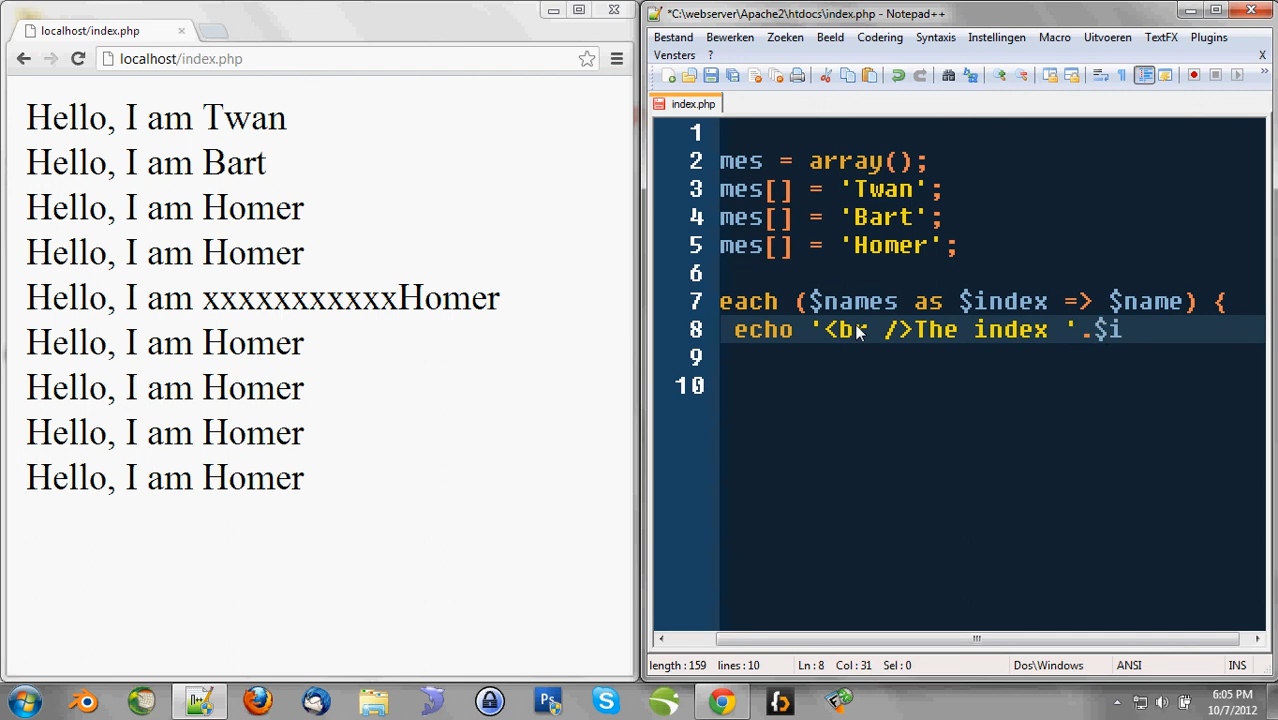 localhost/index.php
localhost/index.php
Hello, I am Twan
Hello, I am Bart
Hello, I am Homer
Hello, I am Homer
Hello, I am xxxxxxxxxxxHomer
Hello, I am Homer
Hello, I am Homer
Hello, I am Homer
Hello, I am Homer
*C:\webserver\Apache2\htdocs\index.php - Notepad++
Bestand Bewerken Zoeken Beeld Codering Syntaxis Instellingen Macro Uitvoeren TextFX Plugins
Vensters ? X
index.php
1
2 mes = array();
3 mes[] = 'Twan';
4 mes[] = 'Bart';
5 mes[] = 'Homer';
6
7 each ($names as $index => $name) {
8 echo '<br />The index '.$i
9
10
length : 159 lines : 10 Ln : 8 Col : 31 Sel : 0 Dos\Windows ANSI INS
6:05 PM
10/7/2012